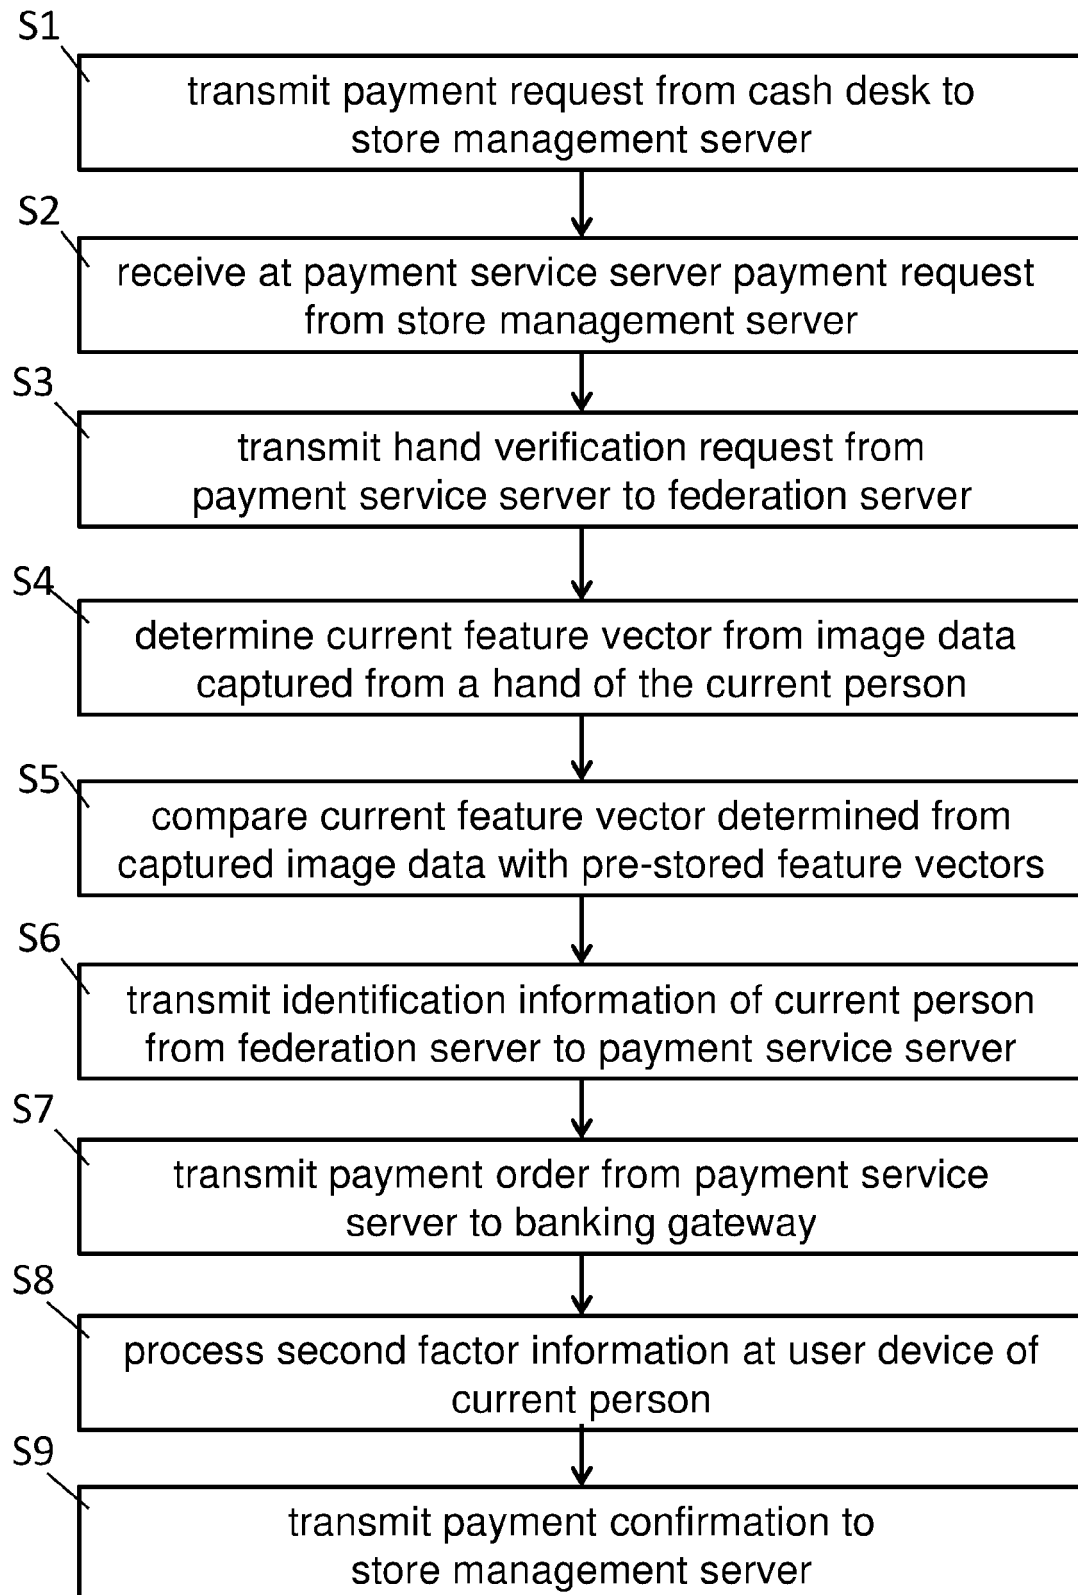 S1
transmit payment request from cash desk to
store management server
S2
receive at payment service server payment request
from store management server
S3
transmit hand verification request from
payment service server to federation server
S4
determine current feature vector from image data
captured from a hand of the current person
S5
compare current feature vector determined from
captured image data with pre-stored feature vectors
S6
transmit identification information of current person
from federation server to payment service server
S7
transmit payment order from payment service
server to banking gateway
S8
process second factor information at user device of
current person
S9
transmit payment confirmation to
store management server